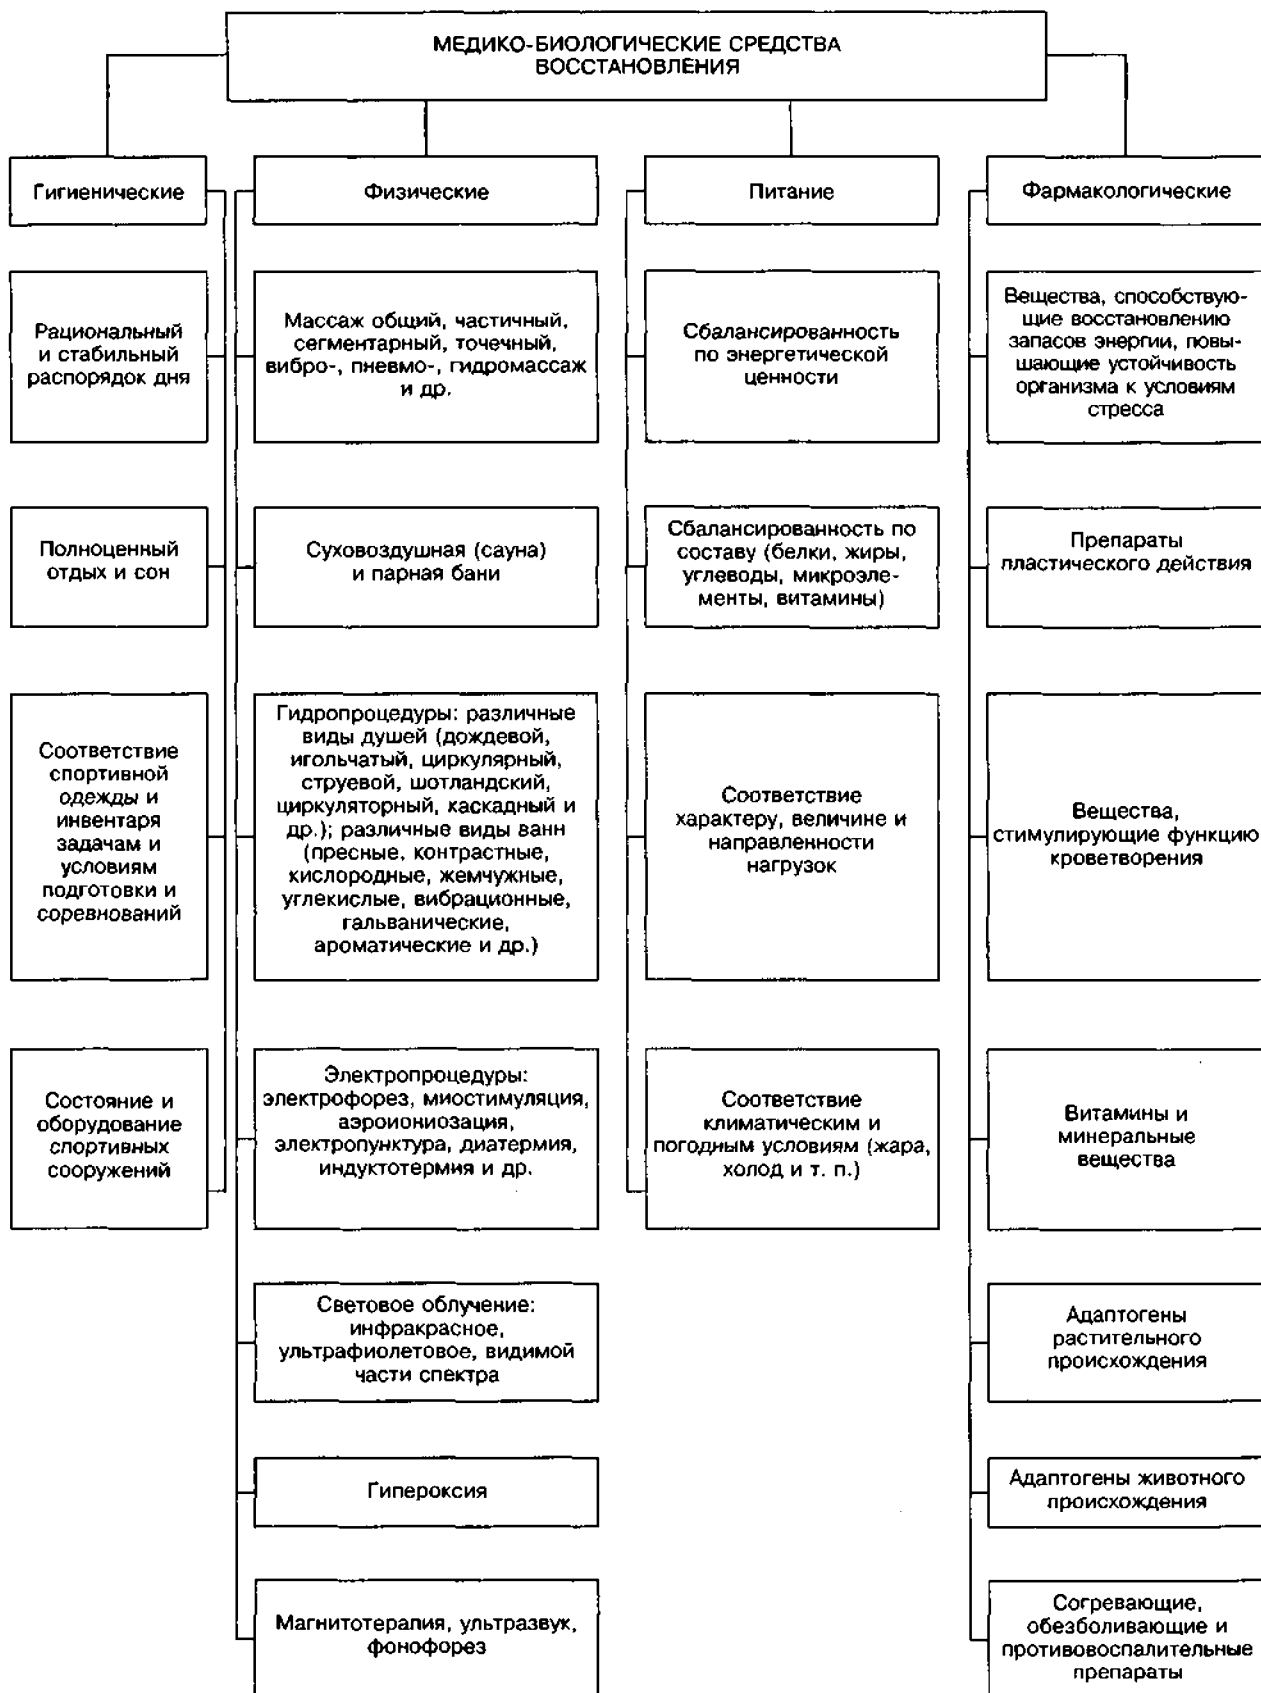 МЕДИКО-БИОЛОГИЧЕСКИЕ СРЕДСТВА
ВОССТАНОВЛЕНИЯ
Гигиенические
Рациональный
и стабильный
распорядок дня
Полноценный
отдых и сон
Соответствие
спортивной
одежды и
инвентаря
задачам и
условиям
подготовки и
соревнований
Состояние и
оборудование
спортивных
сооружений
Физические
Массаж общий, частичный,
сегментарный, точечный,
вибро-, пневмо-, гидромассаж
и др.
Суховоздушная (сауна)
и парная бани
Гидропроцедуры: различные
виды душей (дождевой,
игольчатый, циркулярный,
струевой, шотландский,
циркуляторный, каскадный и
др.); различные виды ванн
(пресные, контрастные,
кислородные, жемчужные,
углекислые, вибрационные,
гальванические,
ароматические и др.)
Электропроцедуры:
электрофорез, миостимуляция,
аэроиониозация,
электропунктура, диатермия,
индуктотермия и др.
Световое облучение:
инфракрасное,
ультрафиолетовое, видимой
части спектра
Гипероксия
Магнитотерапия, ультразвук,
фонофорез
Питание
Сбалансированность
по энергетической
ценности
Сбалансированность по
составу (белки, жиры,
углеводы, микроэле-
менты, витамины)
Соответствие
характеру, величине и
направленности
нагрузок
Соответствие
климатическим и
погодным условиям (жара,
холод и т. п.)
Фармакологические
Вещества, способствую-
щие восстановлению
запасов энергии, повы-
шающие устойчивость
организма к условиям
стресса
Препараты
пластического действия
Вещества,
стимулирующие функцию
кроветворения
Витамины и
минеральные
вещества
Адаптогены
растительного
происхождения
Адаптогены животного
происхождения
Согревающие,
обезболивающие и
противовоспалительные
препараты